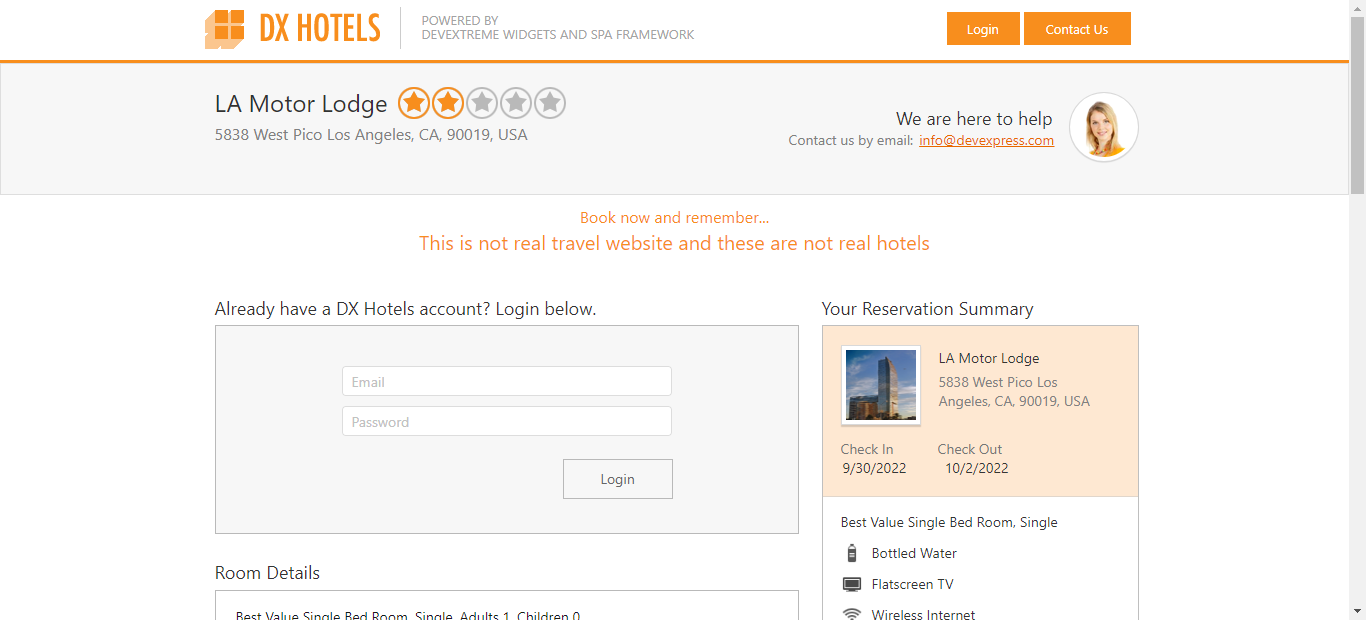 DX HOTELS
POWERED BY
DEVEXTREME WIDGETS AND SPA FRAMEWORK
Login
Contact Us
LA Motor Lodge
5838 West Pico Los Angeles, CA, 90019, USA
We are here to help
Contact us by email: info@devexpress.com
Book now and remember...
This is not real travel website and these are not real hotels
Already have a DX Hotels account? Login below.
Email
Password
Login
Room Details
Best Value Single Bed Room, Single, Adults 1, Children 0
Your Reservation Summary
LA Motor Lodge
5838 West Pico Los
Angeles, CA, 90019, USA
Check In
Check Out
9/30/2022
10/2/2022
Best Value Single Bed Room, Single
Bottled Water
Flatscreen TV
Wireless Internet